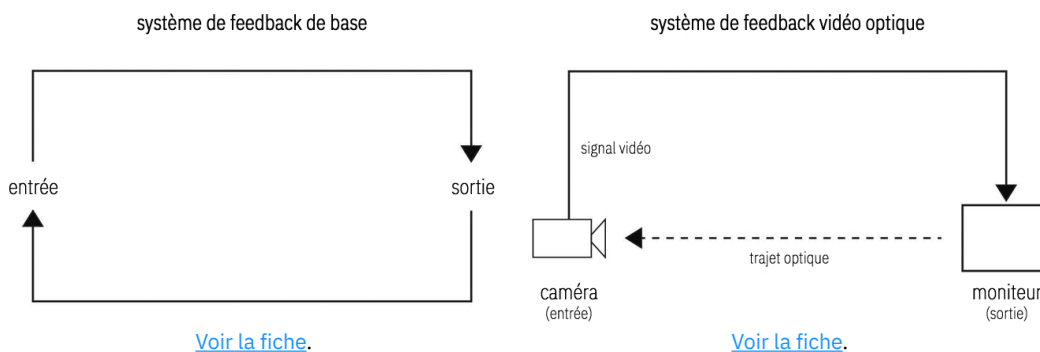 système de feedback de base
entrée
sortie
Voir la fiche.
système de feedback vidéo optique
signal vidéo
trajet optique
caméra
(entrée)
moniteur
(sortie)
Voir la fiche.